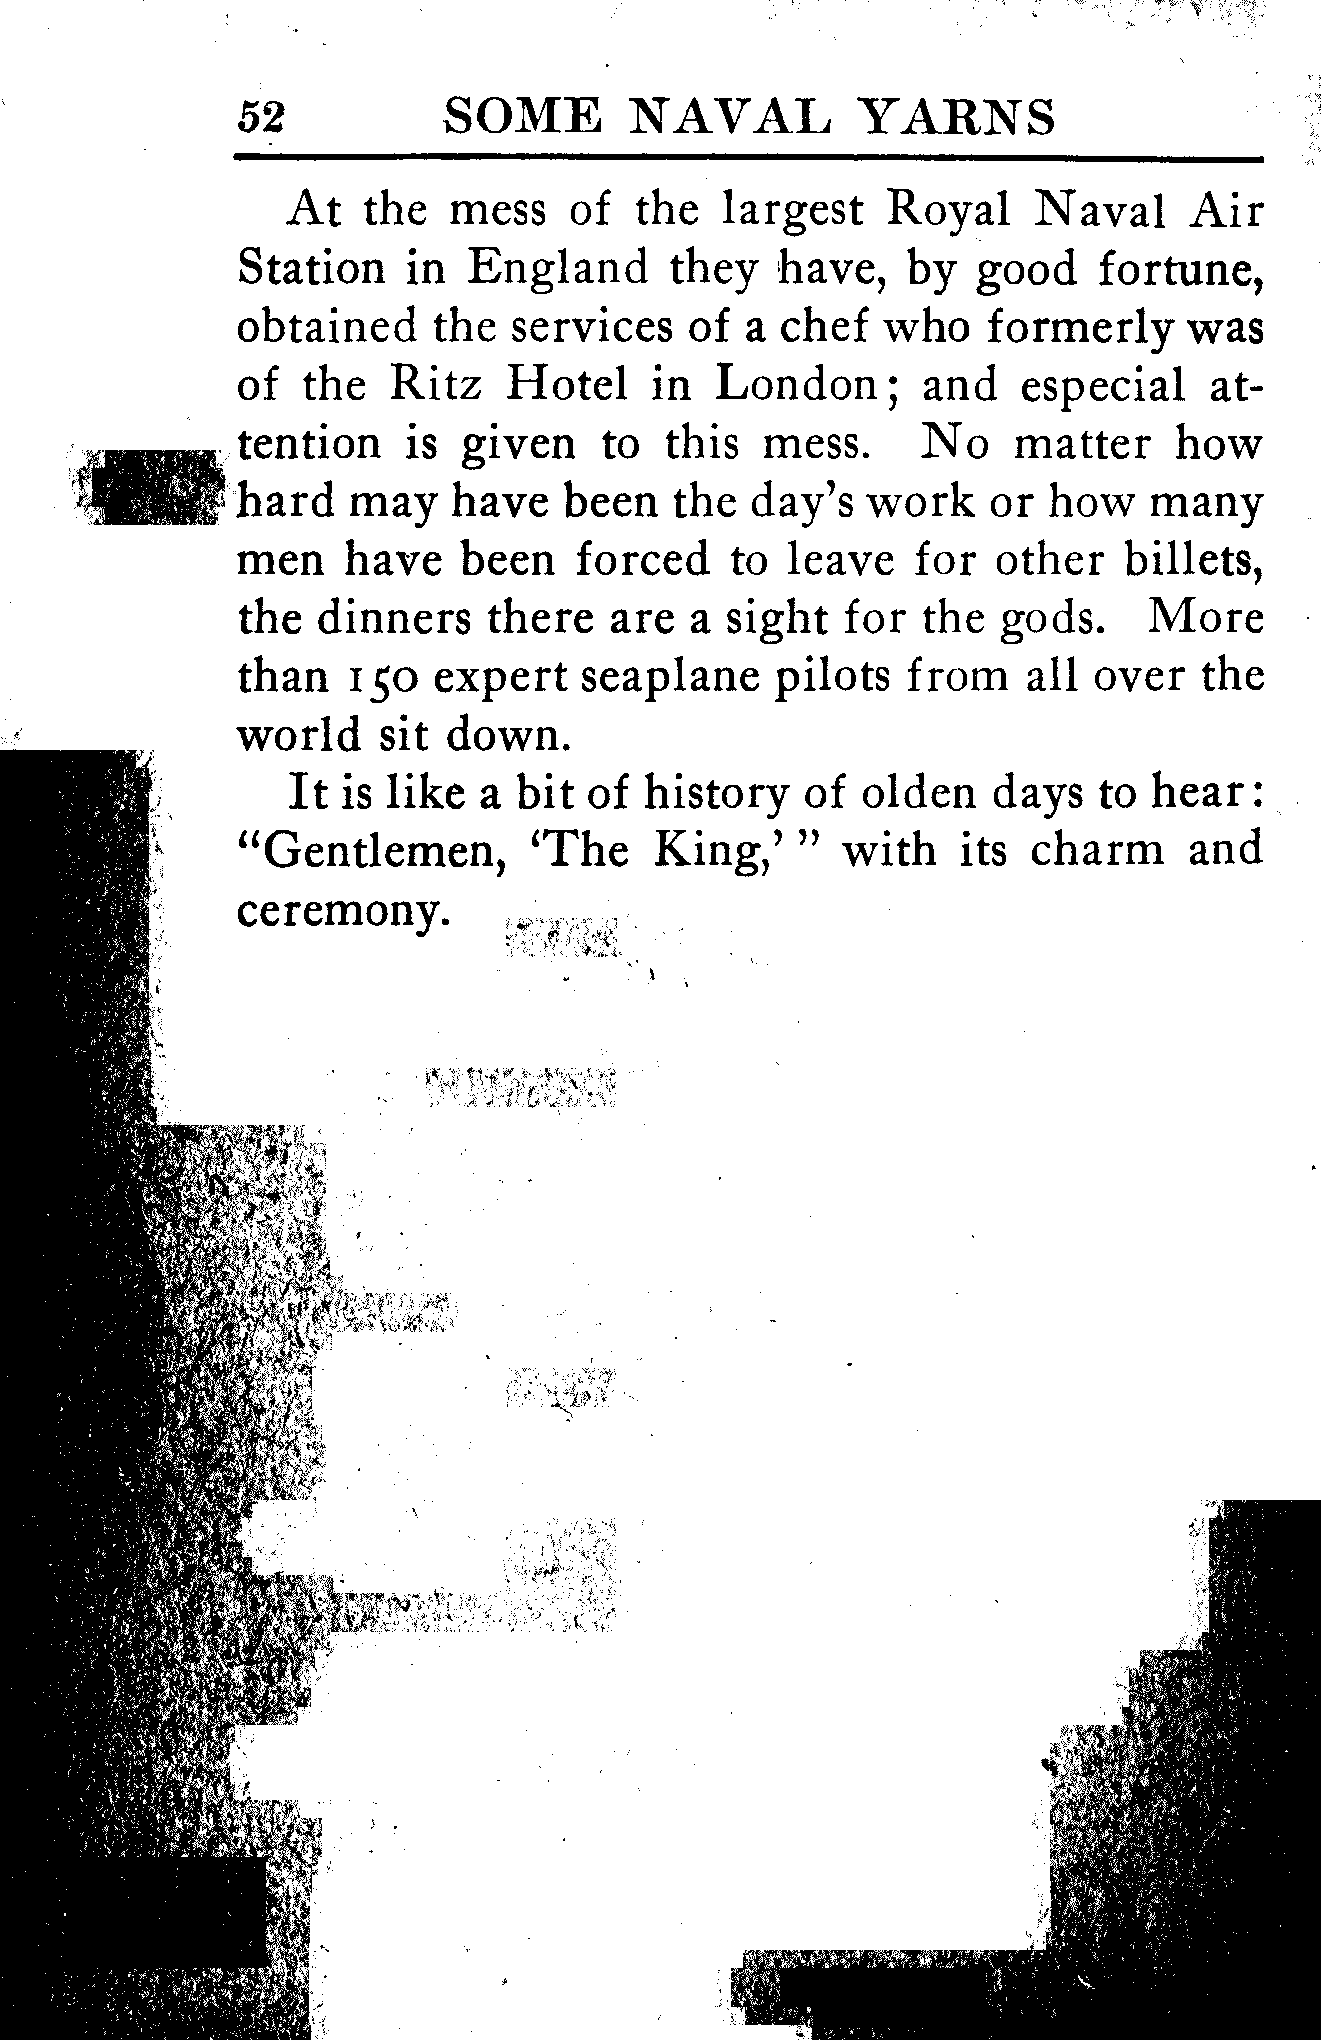 52 SOME NAVAL YARNS
At the mess of the largest Royal Naval Air
Station in England they have, by good fortune,
obtained the services of a chef who formerly was
of the Ritz Hotel in London; and especial at-
tention is given to this mess. No matter how
hard may have been the day's work or how many
men have been forced to leave for other billets,
the dinners there are a sight for the gods. More
than 150 expert seaplane pilots from all over the
world sit down.
It is like a bit of history of olden days to hear:
“Gentlemen, ‘The King,’ ” with its charm and
ceremony.